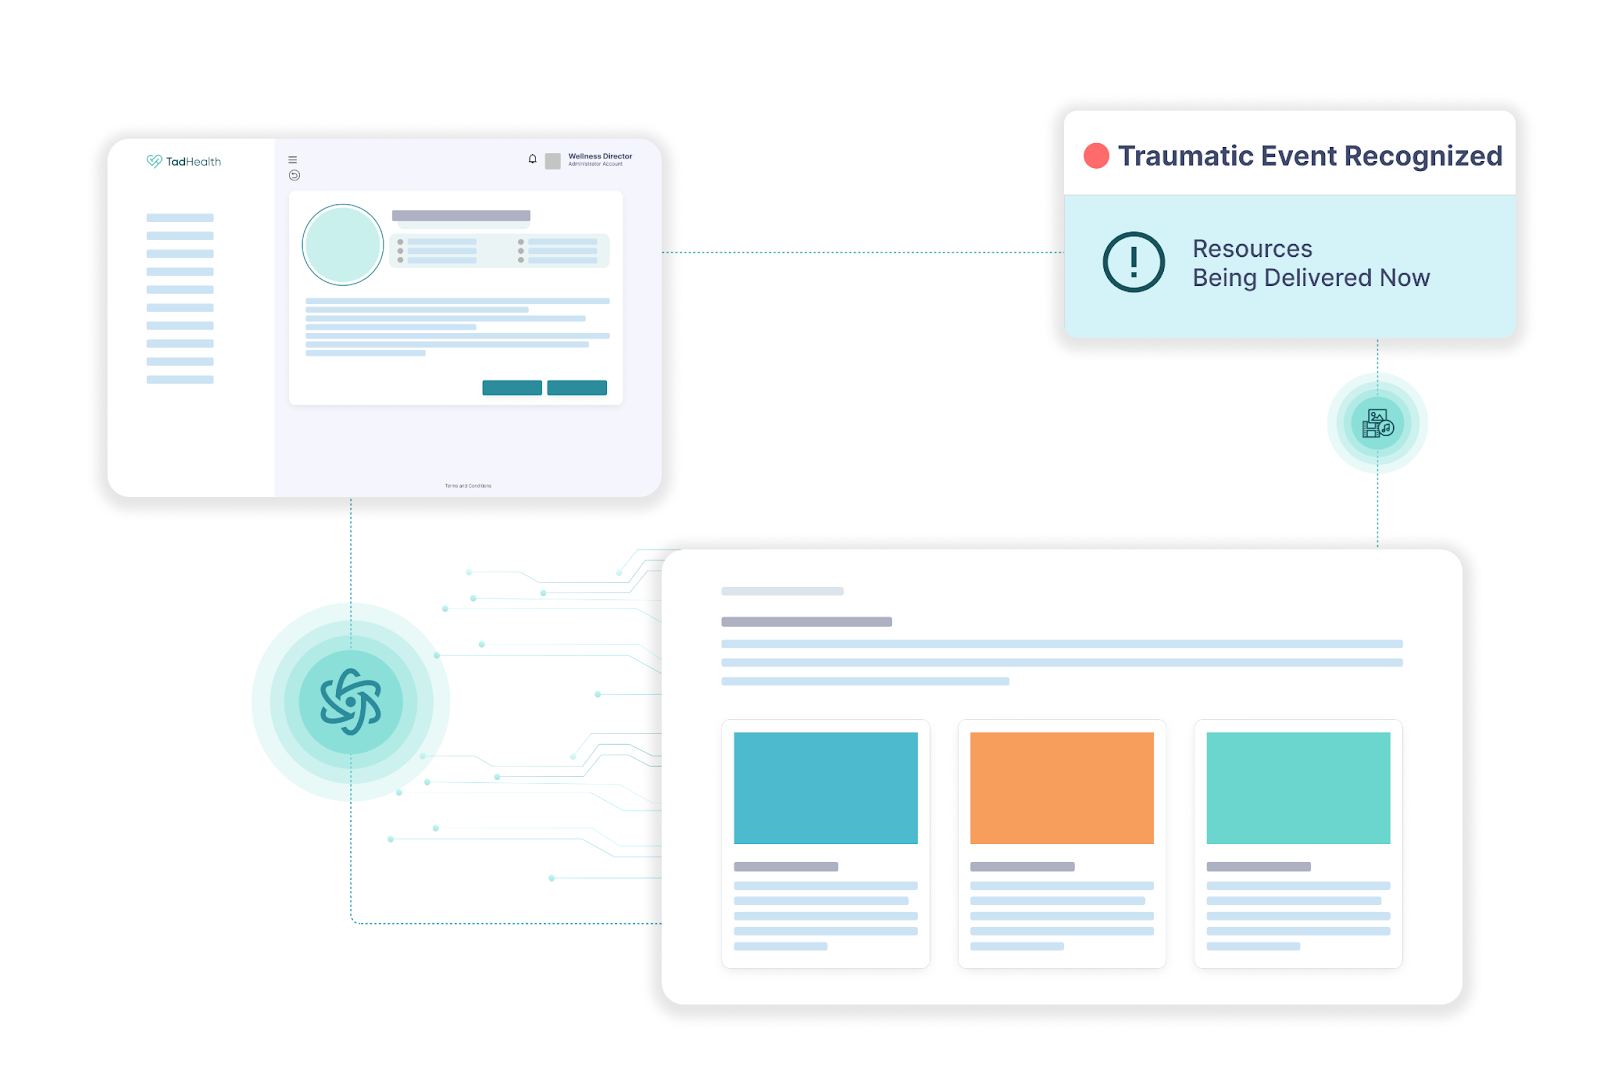 TadHealth
Wellness Director
Administrator Account
Terms and Conditions
Traumatic Event Recognized
Resources
Being Delivered Now